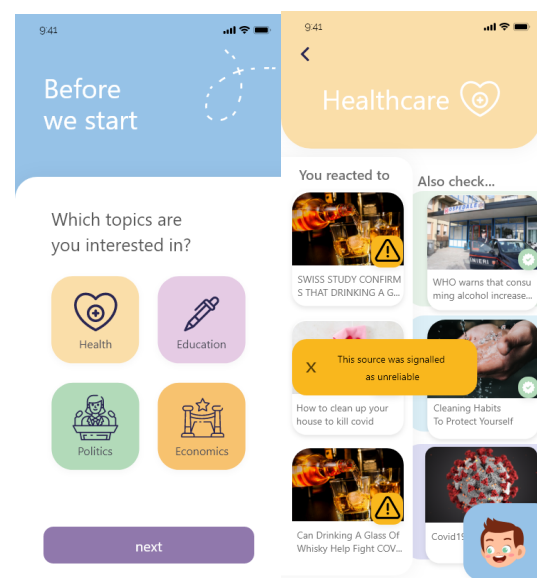 9:41
Before
we start
Which topics are
you interested in?
Health
Education
Politics
Economics
next
9:41
Healthcare
You reacted to
SWISS STUDY CONFIRM
S THAT DRINKING A G...
How to clean up your
house to kill covid
Can Drinking A Glass Of
Whisky Help Fight COV...
This source was signalled
as unreliable
Also check...
WHO warns that consu
ming alcohol increase...
Cleaning Habits
To Protect Yourself
Covid19